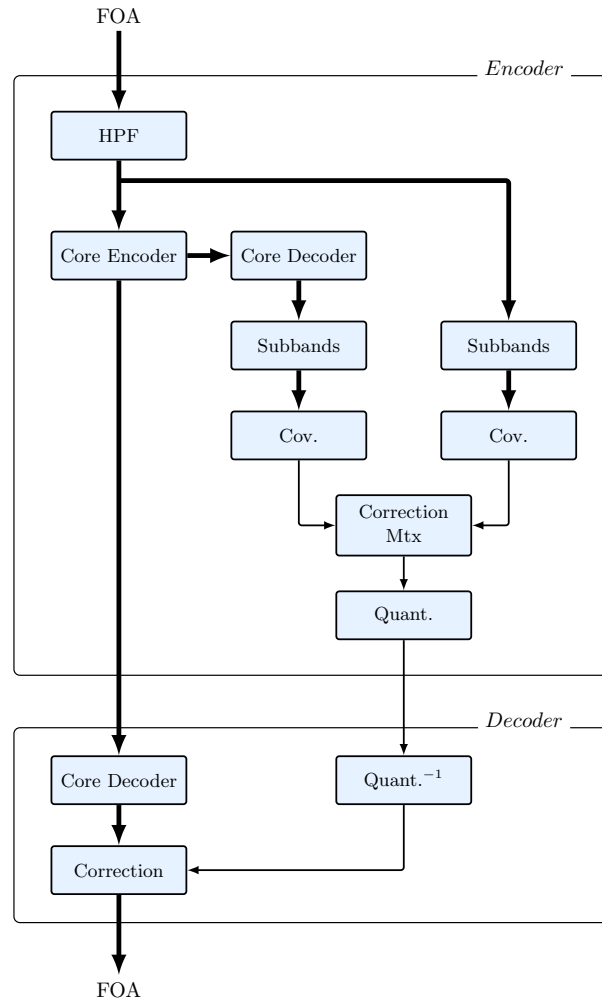 FOA
Encoder
HPF
Core Encoder
Core Decoder
Subbands
Subbands
Cov.
Cov.
Correction
Mtx
Quant.
Decoder
Core Decoder
Quant.⁻¹
Correction
FOA